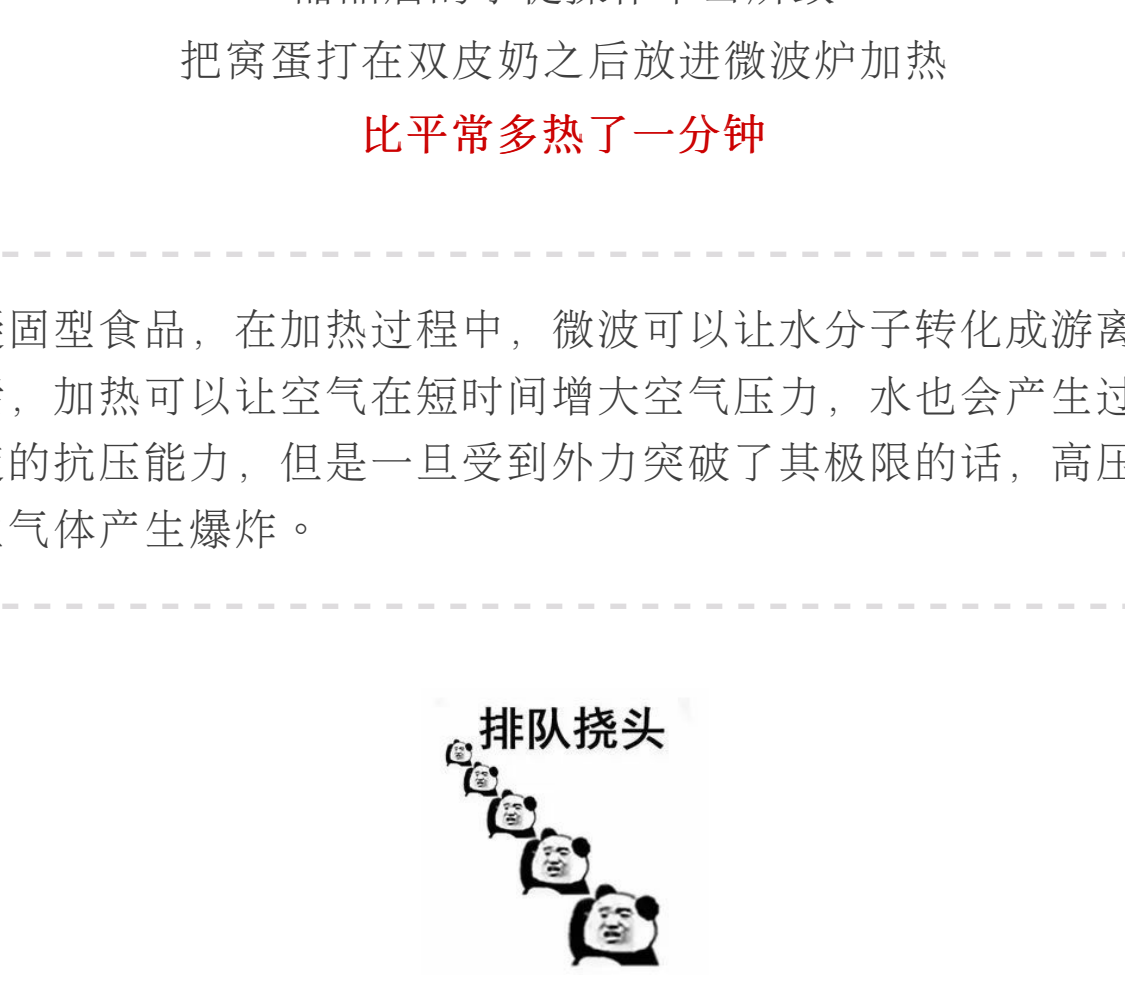 把窝蛋打在双皮奶之后放进微波炉加热
比平常多热了一分钟
固型食品，在加热过程中，微波可以让水分子转化成游离
，加热可以让空气在短时间增大空气压力，水也会产生过
的抗压能力，但是一旦受到外力突破了其极限的话，高压
气体产生爆炸。
排队挠头